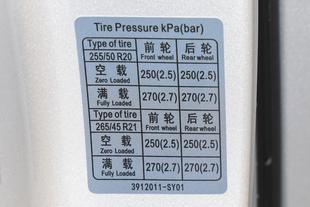 Tire Pressure kPa(bar)
Type of tire 前轮 后轮
255/50 R20 Front wheel Rear wheel
空载 250(2.5) 250(2.5)
Zero Loaded
满载 270(2.7) 270(2.7)
Fully Loaded
Type of tire 前轮 后轮
265/45 R21 Front wheel Rear wheel
空载 250(2.5) 250(2.5)
Zero Loaded
满载 270(2.7) 270(2.7)
Fully Loaded
3912011-SY01